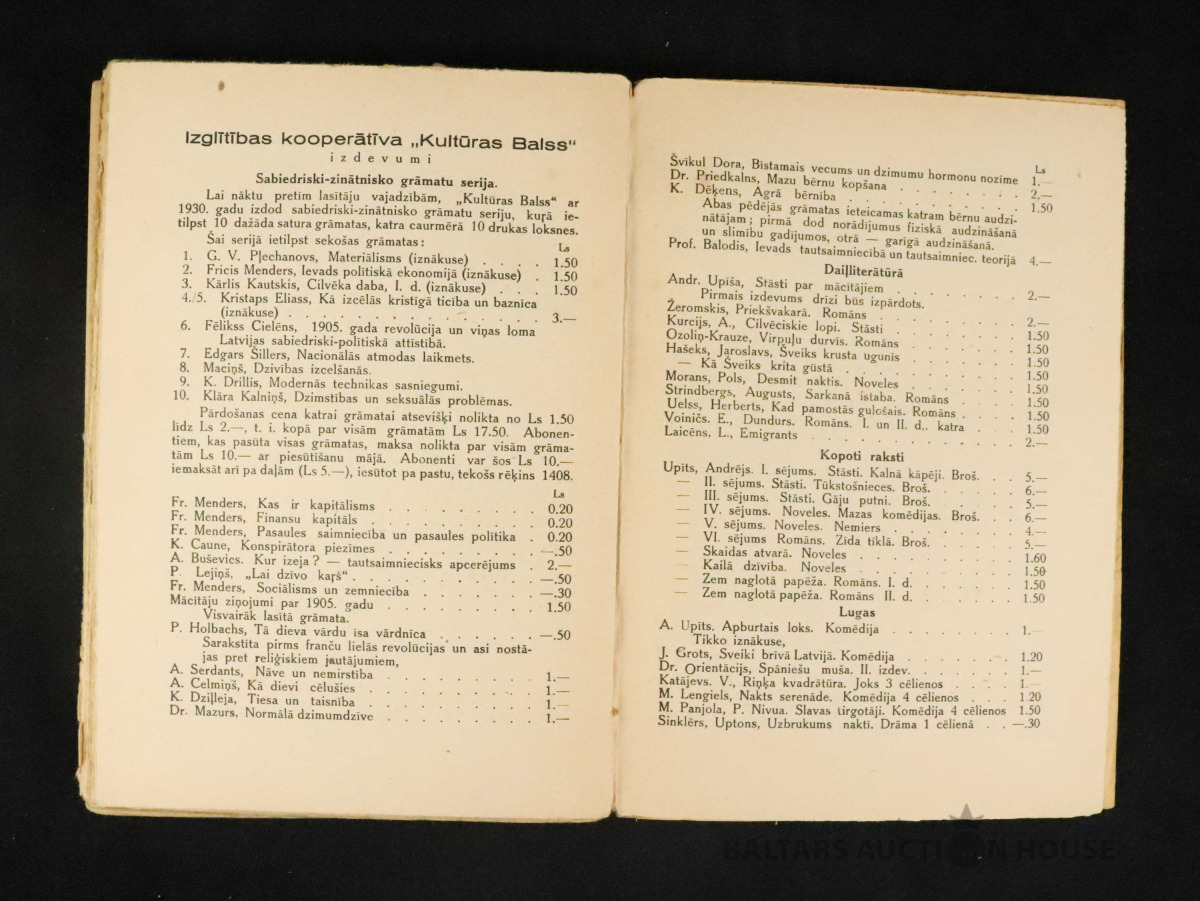 Izglītības kooperātīva „Kultūras Balss“
izdevumi
Sabiedriski-zinātnisko grāmatu serija.
Lai nāktu pretim lasītāju vajadzībām, „Kultūras Balss“ ar
1930. gadu izdod sabiedriski-zinātnisko grāmatu seriju, kuŗā ie-
tilpst 10 dažāda satura grāmatas, katra caurmērā 10 drukas loksnes.
Šai serijā ietilpst sekošas grāmatas:
Ls
1. G. V. Pļechanovs, Materiālisms (iznākuse) . . . . 1.50
2. Fricis Menders, Ievads politiskā ekonomijā (iznākuse) . 1.50
3. Kārlis Kautskis, Cilvēka daba, I. d. (iznākuse) . . . 1.50
4./5. Kristaps Eliass, Kā izcēlās kristīgā ticība un baznica
(iznākuse) . . . . . . . . . . . . . . . 3.—
6. Fēlikss Cielēns, 1905. gada revolūcija un viņas loma
Latvijas sabiedriski-politiskā attīstībā.
7. Edgars Šillers, Nacionālās atmodas laikmets.
8. Maciņš, Dzivības izcelšanās.
9. K. Drillis, Modernās technikas sasniegumi.
10. Klāra Kalniņš, Dzimstības un seksuālās problēmas.
Pārdošanas cena katrai grāmatai atsevišķi nolikta no Ls 1.50
līdz Ls 2.—, t. i. kopā par visām grāmatām Ls 17.50. Abonen-
tiem, kas pasūta visas grāmatas, maksa nolikta par visām grāma-
tām Ls 10.— ar piesūtīšanu mājā. Abonenti var šos Ls 10.—
iemaksāt ari pa daļām (Ls 5.—), iesūtot pa pastu, tekošs rēķins 1408.
Ls
Fr. Menders, Kas ir kapitālisms . . . . . . . . . 0.20
Fr. Menders, Finansu kapitāls . . . . . . . . . . 0.20
Fr. Menders, Pasaules saimniecība un pasaules politika . 0.20
K. Caune, Konspirātora piezīmes . . . . . . . . . —.50
A. Buševics. Kur izeja? — tautsaimniecisks apcerējums . 2.—
P. Lejiņš, „Lai dzīvo kaŗš“ . . . . . . . . . . . —.50
Fr. Menders, Sociālisms un zemniecība . . . . . . . —.30
Mācītāju ziņojumi par 1905. gadu . . . . . . . . . 1.50
Visvairāk lasītā grāmata.
P. Holbachs, Tā dieva vārdu īsa vārdnīca . . . . . . —.50
Sarakstīta pirms franču lielās revolūcijas un asi nostā-
jas pret reliģiskiem jautājumiem,
A. Serdants, Nāve un nemirstība . . . . . . . . . 1.—
A. Celmiņš, Kā dievi cēlušies . . . . . . . . . . 1.—
K. Dziļleja, Tiesa un taisnība . . . . . . . . . . 1.—
Dr. Mazurs, Normālā dzimumdzīve . . . . . . . . . 1.—
Ls
Švīkul Dora, Bīstamais vecums un dzimumu hormonu nozīme 1.—
Dr. Priedkalns, Mazu bērnu kopšana . . . . . . . . 2.—
K. Dēķens, Agrā bērnība . . . . . . . . . . . . 1.50
Abas pēdējās grāmatas ieteicamas katram bērnu audzi-
nātājam; pirmā dod norādījumus fiziskā audzināšanā
un slimību gadījumos, otrā — garīgā audzināšanā.
Prof. Balodis, Ievads tautsaimniecībā un tautsaimniec. teorijā 4.—
Daiļliterātūrā
Andr. Upīša, Stāsti par mācītājiem . . . . . . . . 2.—
Pirmais izdevums drīzi būs izpārdots.
Žeromskis, Priekšvakarā. Romāns . . . . . . . . . 2.—
Kurcijs, A., Cilvēciskie lopi. Stāsti . . . . . . . . 1.50
Ozoliņ-Krauze, Virpuļu durvīs. Romāns . . . . . . . 1.50
Hašeks, Jaroslavs, Šveiks krusta ugunis . . . . . . . 1.50
— Kā Šveiks krita gūstā . . . . . . . . . . 1.50
Morans, Pols, Desmit naktis. Noveles . . . . . . . . 1.50
Strindbergs, Augusts, Sarkanā istaba. Romāns . . . . 1.50
Uelss, Herberts, Kad pamostās gulošais. Romāns . . . . 1.50
Voiničs. E., Dundurs. Romāns. I. un II. d.. katra . . . 1.50
Laicēns, L., Emigrants . . . . . . . . . . . . . 2.—
Kopoti raksti
Upīts, Andrējs. I. sējums. Stāsti. Kalnā kāpēji. Broš. . . 5.—
— II. sējums. Stāsti. Tūkstošnieces. Broš. . . . . . 6.—
— III. sējums. Stāsti. Gāju putni. Broš. . . . . . . 5.—
— IV. sējums. Noveles. Mazas komēdijas. Broš. . . . 6.—
— V. sējums. Noveles. Nemiers . . . . . . . . . 4.—
— VI. sējums Romāns. Zīda tīklā. Broš. . . . . . . 5.—
— Skaidas atvarā. Noveles . . . . . . . . . . . 1.60
— Kailā dzīvība. Noveles . . . . . . . . . . . . 1.50
— Zem naglotā papēža. Romāns. I. d. . . . . . . . 1.50
— Zem naglotā papēža. Romāns II. d. . . . . . . . 1.50
Lugas
A. Upīts. Apburtais loks. Komēdija . . . . . . . . 1.—
Tikko iznākuse,
J. Grots, Sveiki brīvā Latvijā. Komēdija . . . . . . . 1.20
Dr. Orientācijs, Spāniešu muša. II. izdev. . . . . . . 1.—
Katājevs. V., Riņķa kvadrātūra. Joks 3 cēlienos . . . . 1.—
M. Lengiels, Nakts serenāde. Komēdija 4 cēlienos . . . 1.20
M. Panjola, P. Nivua. Slavas tirgotāji. Komēdija 4 cēlienos 1.50
Sinklērs, Uptons, Uzbrukums naktī. Drāma 1 cēlienā . . —.30
BALTARS AUCTION HOUSE